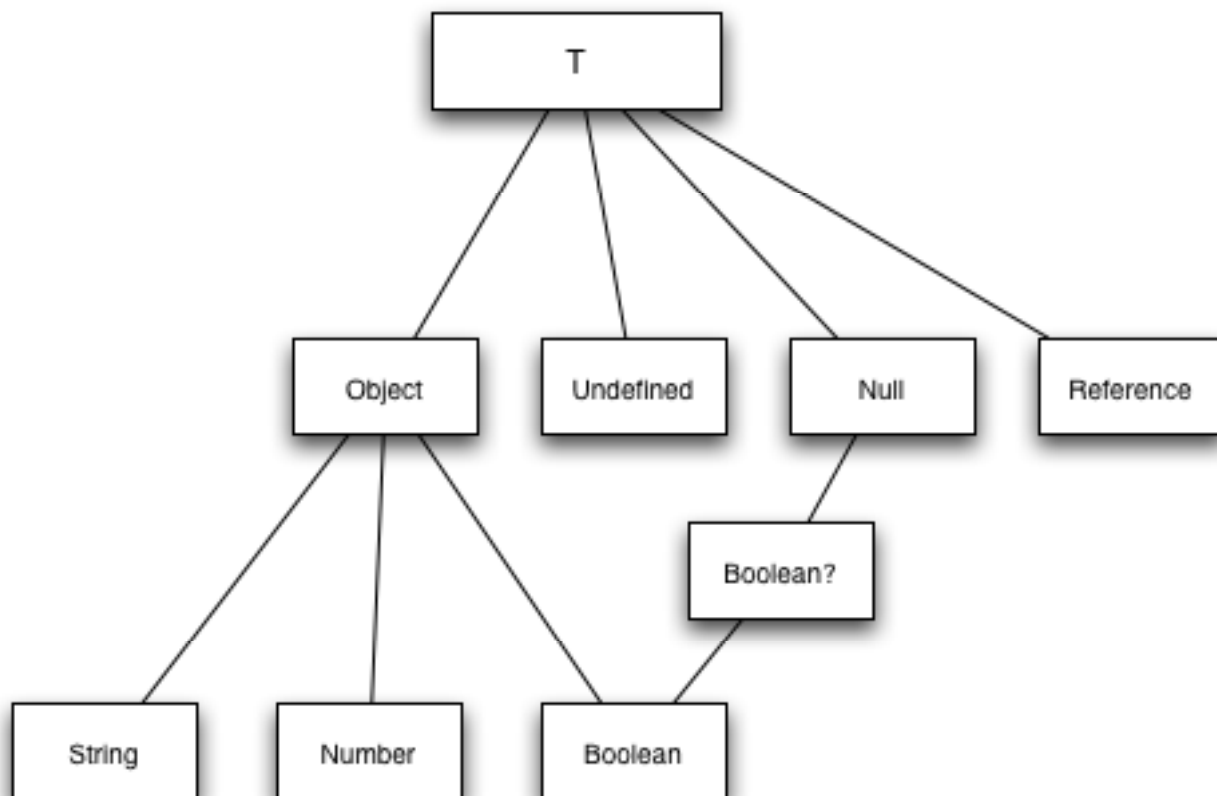 T
Object
Undefined
Null
Reference
Boolean?
String
Number
Boolean